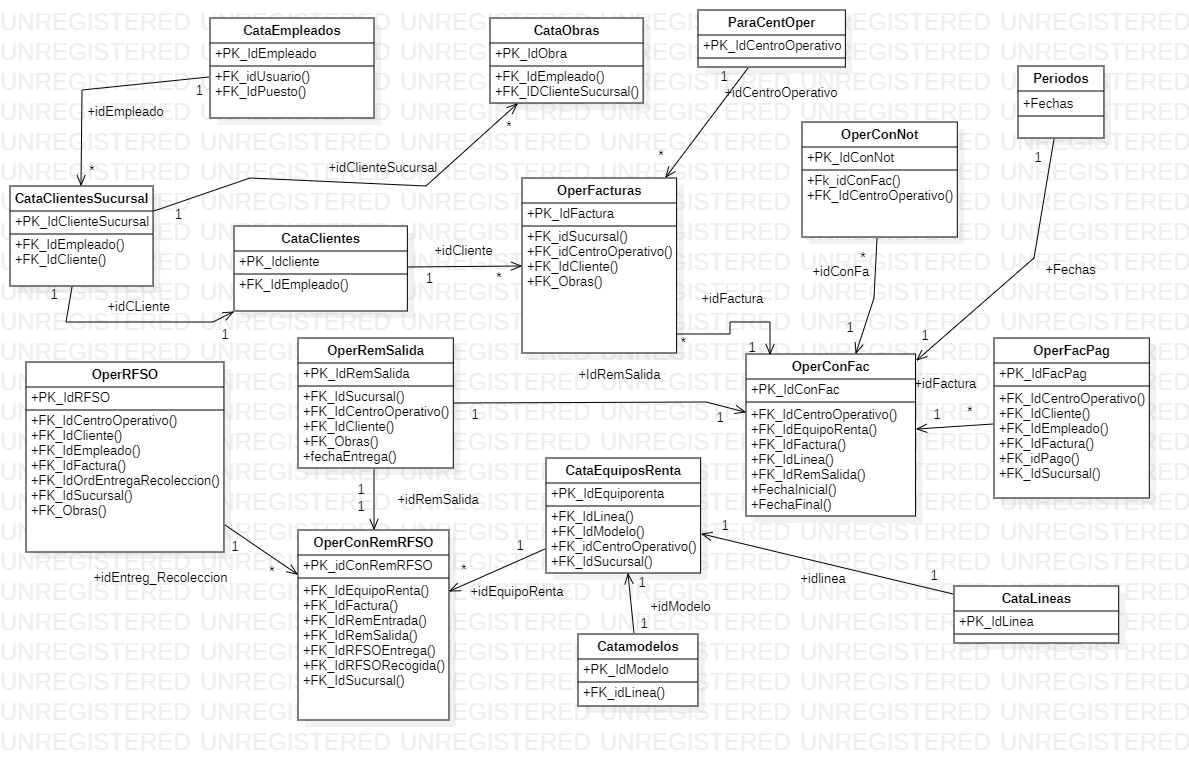 CataEmpleados
+PK_IdEmpleado
+FK_idUsuario()
+FK_IdPuesto()
1
+idEmpleado
*
CataObras
+PK_IdObra
+FK_IdEmpleado()
+FK_IDClienteSucursal()
*
+idClienteSucursal
1
ParaCentOper
+PK_IdCentroOperativo
1
+idCentroOperativo
*
Periodos
+Fechas
1
+Fechas
1
OperConNot
+PK_IdConNot
+Fk_idConFac()
+FK_IdCentroOperativo()
*
+idConFa
1
CataClientesSucursal
+PK_IdClienteSucursal
+FK_IdEmpleado()
+FK_IdCliente()
1
+idCLiente
1
CataClientes
+PK_Idcliente
+FK_IdEmpleado()
+idCliente
1
*
OperFacturas
+PK_IdFactura
+FK_idSucursal()
+FK_idCentroOperativo()
+FK_IdCliente()
+FK_Obras()
+idFactura
*
1
OperRFSO
+PK_IdRFSO
+FK_IdCentroOperativo()
+FK_IdCliente()
+FK_IdEmpleado()
+FK_IdFactura()
+FK_IdOrdEntregaRecoleccion()
+FK_IdSucursal()
+FK_Obras()
1
+idEntreg_Recoleccion
*
OperRemSalida
+PK_IdRemSalida
+FK_IdSucursal()
+FK_IdCentroOperativo()
+FK_IdCliente()
+FK_Obras()
+fechaEntrega()
+IdRemSalida
1
1
1
1
+idRemSalida
OperConFac
+PK_IdConFac
+FK_IdCentroOperativo()
+FK_IdEquipoRenta()
+FK_IdFactura()
+FK_IdLinea()
+FK_IdRemSalida()
+FechaInicial()
+FechaFinal()
OperFacPag
+PK_IdFacPag
+FK_IdCentroOperativo()
+FK_IdCliente()
+FK_IdEmpleado()
+FK_IdFactura()
+FK_idPago()
+FK_IdSucursal()
+idFactura
1
*
CataEquiposRenta
+PK_IdEquiporenta
+FK_IdLinea()
+FK_IdModelo()
+FK_idCentroOperativo()
+FK_IdSucursal()
1
*
+idEquipoRenta
OperConRemRFSO
+PK_idConRemRFSO
+FK_IdEquipoRenta()
+FK_IdFactura()
+FK_IdRemEntrada()
+FK_IdRemSalida()
+FK_IdRFSOEntrega()
+FK_IdRFSORecogida()
+FK_IdSucursal()
1
+idModelo
1
Catamodelos
+PK_IdModelo
+FK_idLinea()
1
+idlinea
1
CataLineas
+PK_IdLinea
UNREGISTERED UNREGISTERED UNREGISTERED UNREGISTERED UNREGISTERED UNREGISTERED